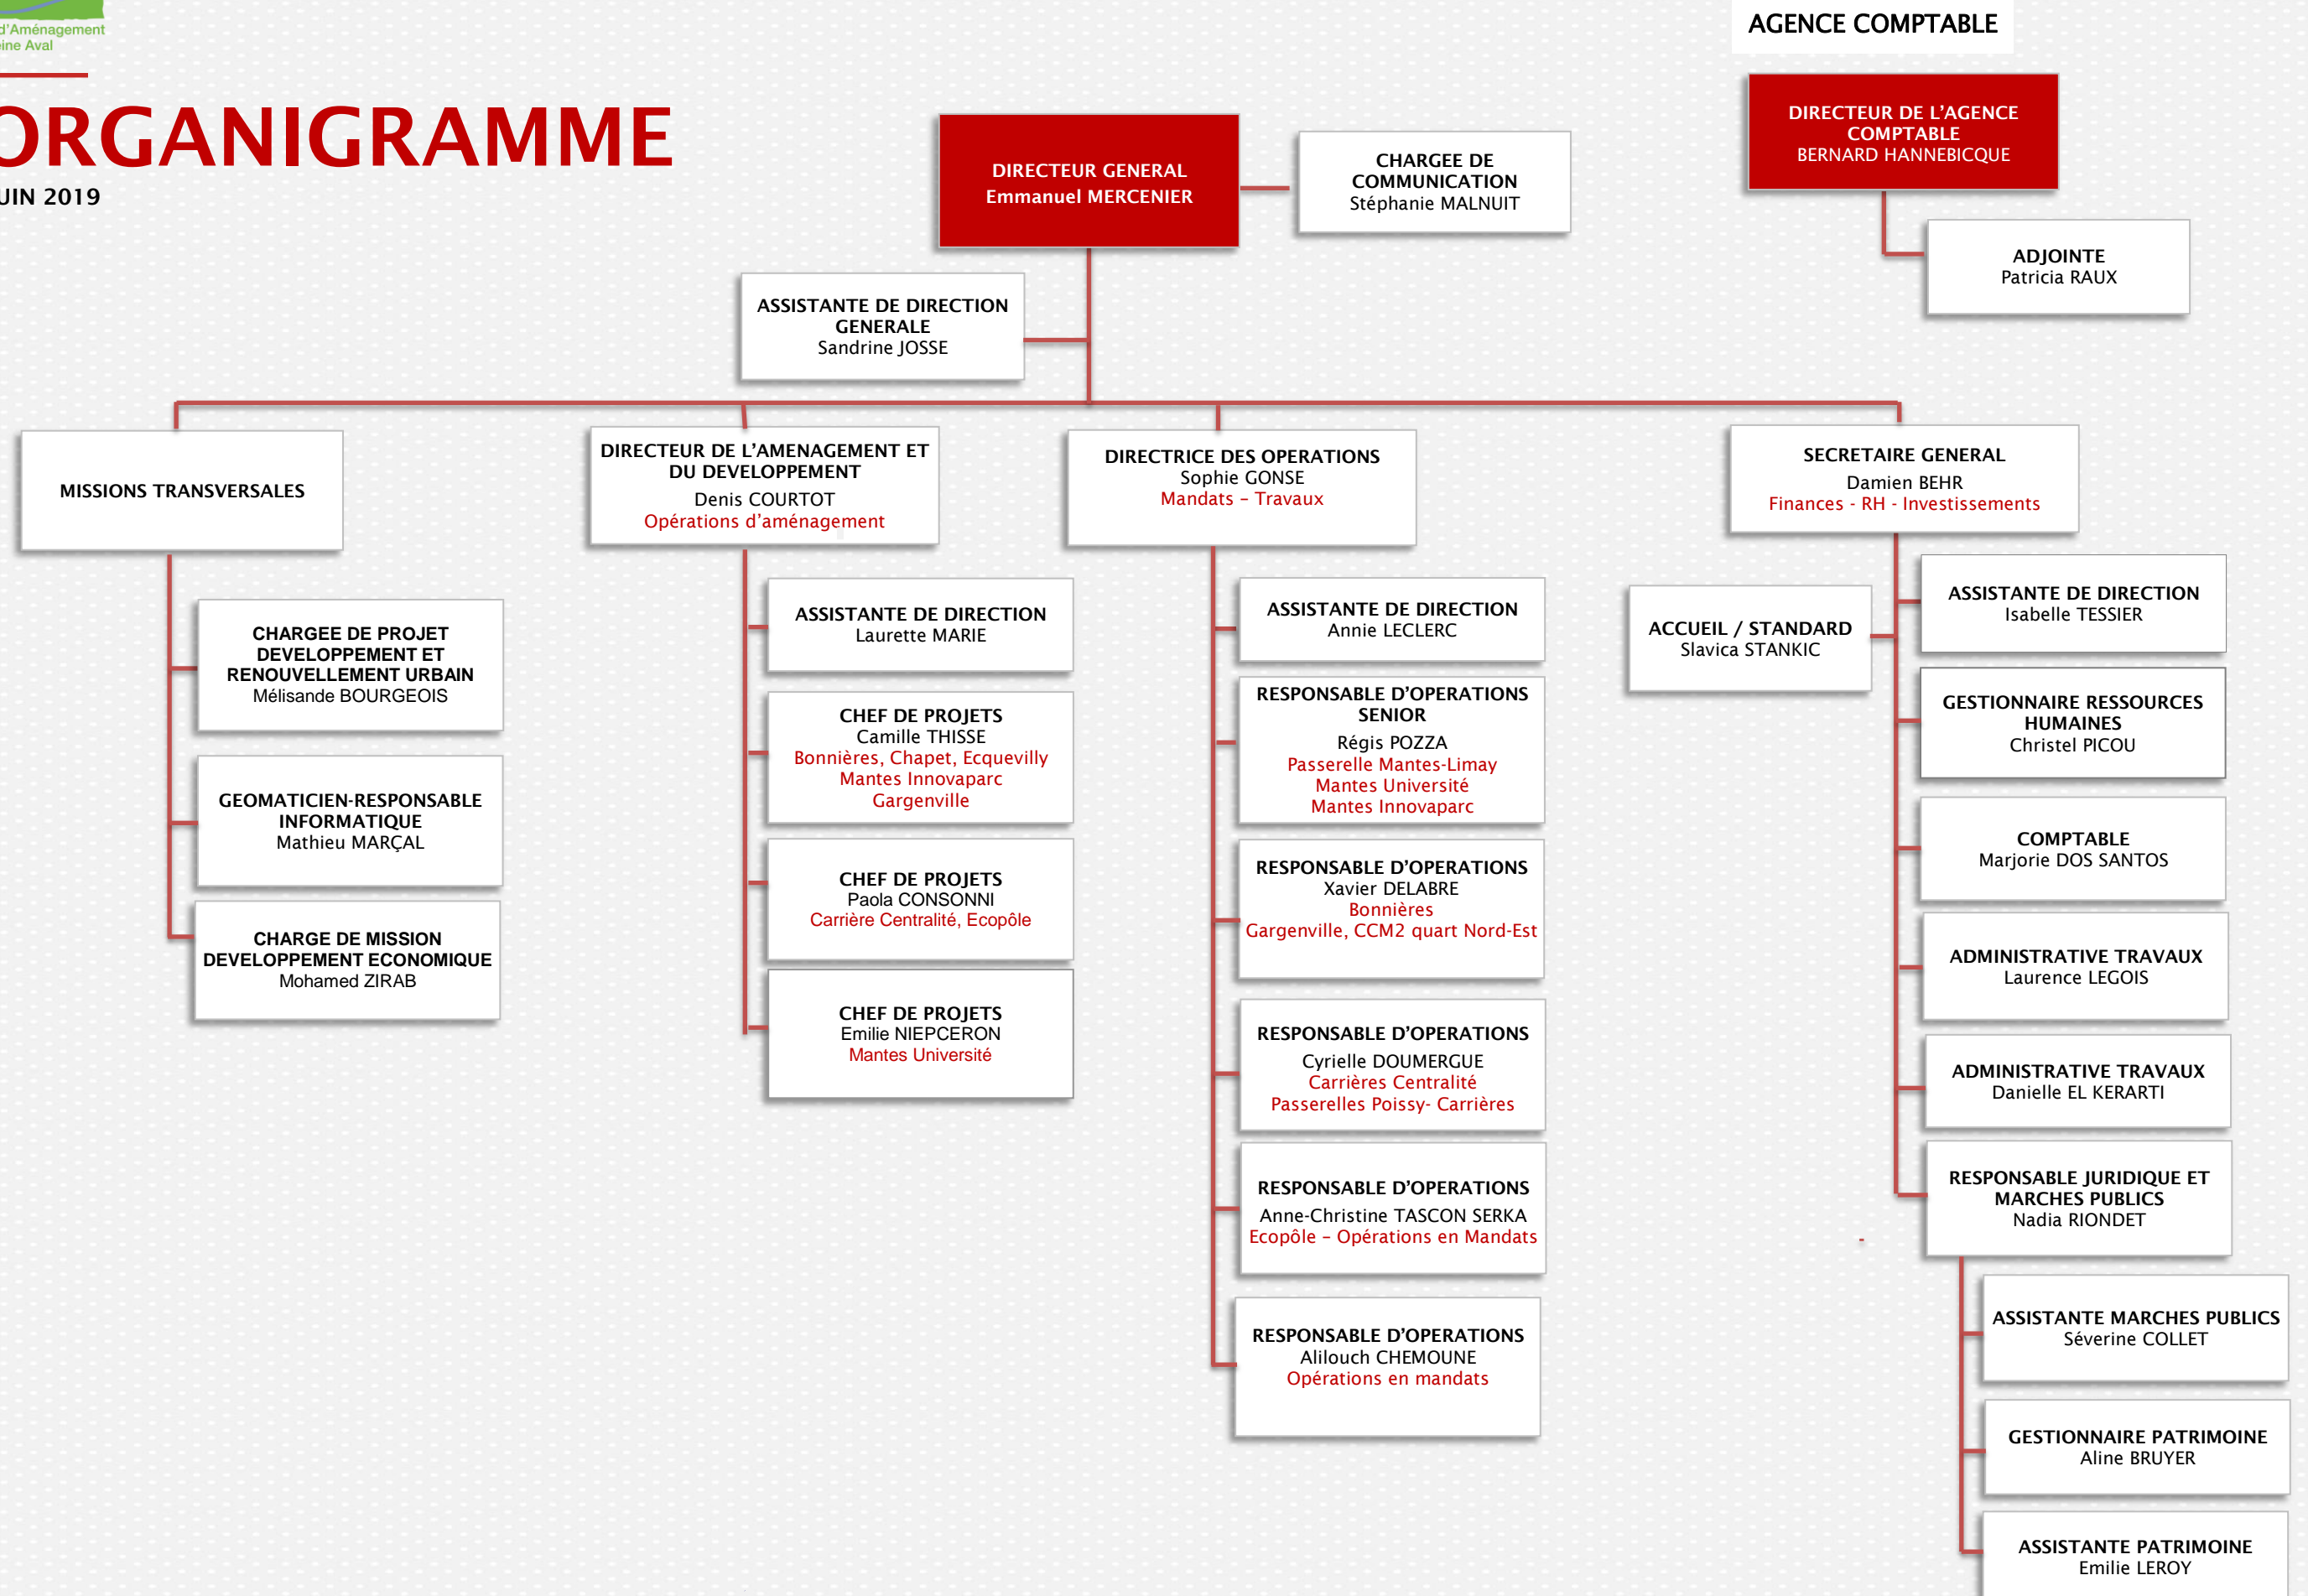 d'Aménagement
ine Aval
ORGANIGRAMME
UIN 2019
AGENCE COMPTABLE
DIRECTEUR DE L'AGENCE
COMPTABLE
BERNARD HANNEBICQUE
ADJOINTE
Patricia RAUX
DIRECTEUR GENERAL
Emmanuel MERCENIER
CHARGEE DE
COMMUNICATION
Stéphanie MALNUIT
ASSISTANTE DE DIRECTION
GENERALE
Sandrine JOSSE
MISSIONS TRANSVERSALES
CHARGEE DE PROJET
DEVELOPPEMENT ET
RENOUVELLEMENT URBAIN
Mélisande BOURGEOIS
GEOMATICIEN-RESPONSABLE
INFORMATIQUE
Mathieu MARÇAL
CHARGE DE MISSION
DEVELOPPEMENT ECONOMIQUE
Mohamed ZIRAB
DIRECTEUR DE L'AMENAGEMENT ET
DU DEVELOPPEMENT
Denis COURTOT
Opérations d'aménagement
ASSISTANTE DE DIRECTION
Laurette MARIE
CHEF DE PROJETS
Camille THISSE
Bonnières, Chapet, Ecquevilly
Mantes Innovaparc
Gargenville
CHEF DE PROJETS
Paola CONSONNI
Carrière Centralité, Ecopôle
CHEF DE PROJETS
Emilie NIEPCERON
Mantes Université
DIRECTRICE DES OPERATIONS
Sophie GONSE
Mandats – Travaux
ASSISTANTE DE DIRECTION
Annie LECLERC
RESPONSABLE D'OPERATIONS
SENIOR
Régis POZZA
Passerelle Mantes-Limay
Mantes Université
Mantes Innovaparc
RESPONSABLE D'OPERATIONS
Xavier DELABRE
Bonnières
Gargenville, CCM2 quart Nord-Est
RESPONSABLE D'OPERATIONS
Cyrielle DOUMERGUE
Carrières Centralité
Passerelles Poissy- Carrières
RESPONSABLE D'OPERATIONS
Anne-Christine TASCON SERKA
Ecopôle – Opérations en Mandats
RESPONSABLE D'OPERATIONS
Alilouch CHEMOUNE
Opérations en mandats
SECRETAIRE GENERAL
Damien BEHR
Finances - RH - Investissements
ACCUEIL / STANDARD
Slavica STANKIC
ASSISTANTE DE DIRECTION
Isabelle TESSIER
GESTIONNAIRE RESSOURCES
HUMAINES
Christel PICOU
COMPTABLE
Marjorie DOS SANTOS
ADMINISTRATIVE TRAVAUX
Laurence LEGOIS
ADMINISTRATIVE TRAVAUX
Danielle EL KERARTI
RESPONSABLE JURIDIQUE ET
MARCHES PUBLICS
Nadia RIONDET
-
ASSISTANTE MARCHES PUBLICS
Séverine COLLET
GESTIONNAIRE PATRIMOINE
Aline BRUYER
ASSISTANTE PATRIMOINE
Emilie LEROY